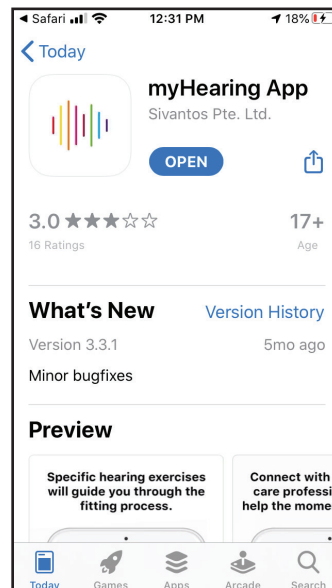 Safari 12:31 PM 18%
Today
myHearing App
Sivantos Pte. Ltd.
OPEN
3.0 ★★★☆☆ 17+
16 Ratings Age
What's New Version History
Version 3.3.1 5mo ago
Minor bugfixes
Preview
Specific hearing exercises
will guide you through the
fitting process.
Connect with
care professi
help the mome
Today Games Apps Arcade Search